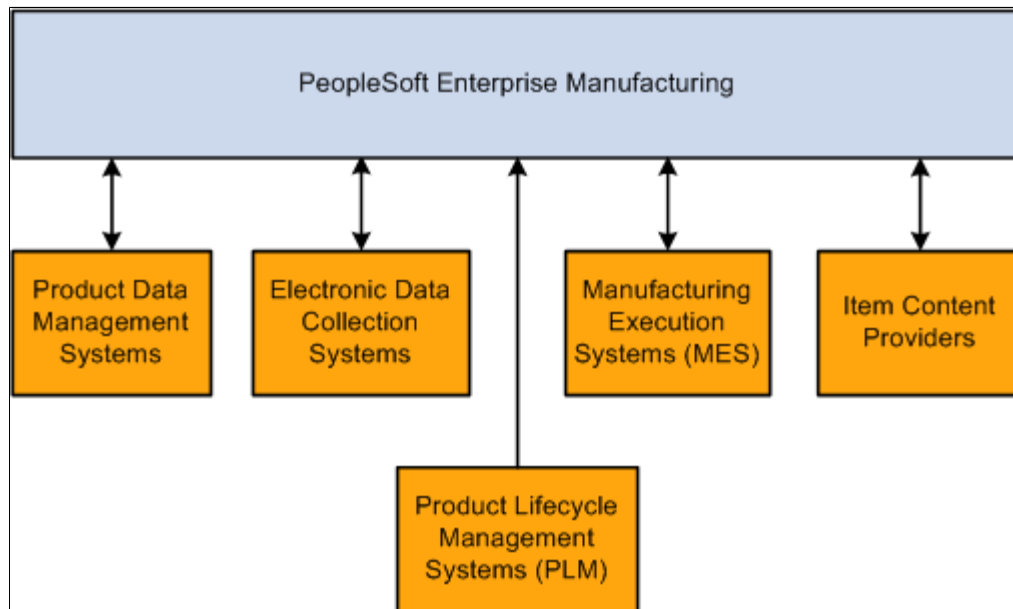 PeopleSoft Enterprise Manufacturing
Product Data
Management
Systems
Electronic Data
Collection
Systems
Manufacturing
Execution
Systems (MES)
Item Content
Providers
Product Lifecycle
Management
Systems (PLM)